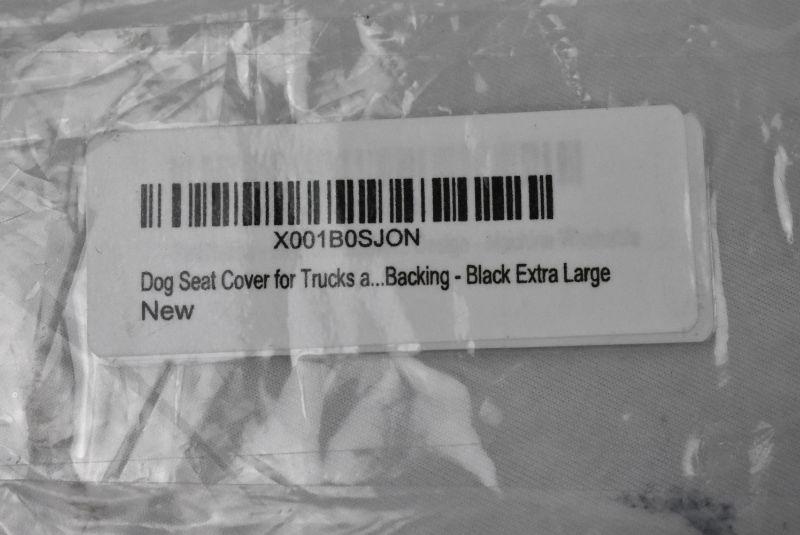 X001B0SJON
Dog Seat Cover for Trucks a...Backing - Black Extra Large
New